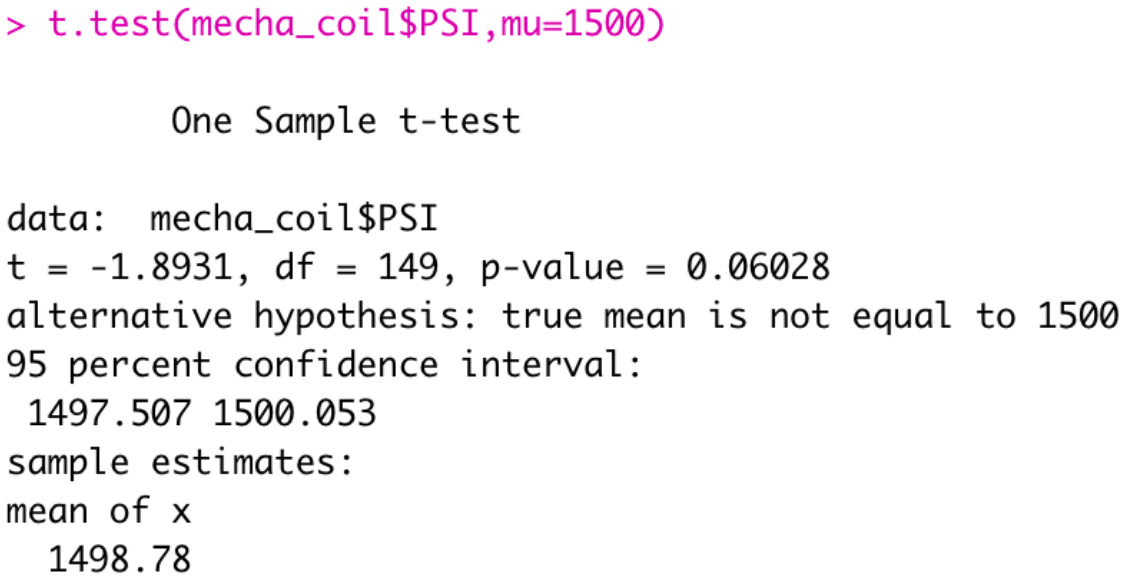 > t.test(mecha_coil$PSI,mu=1500)
One Sample t-test
data:  mecha_coil$PSI
t = -1.8931, df = 149, p-value = 0.06028
alternative hypothesis: true mean is not equal to 1500
95 percent confidence interval:
1497.507 1500.053
sample estimates:
mean of x
1498.78